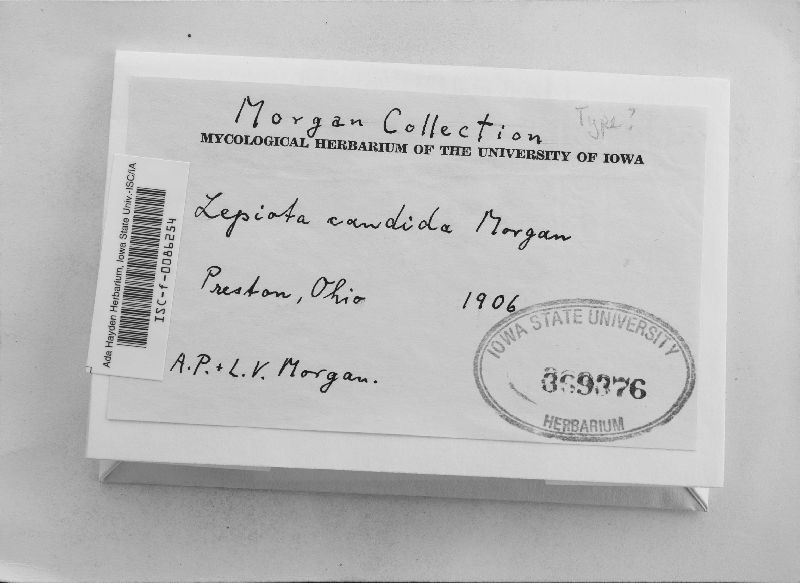 Morgan Collection
Type?
MYCOLOGICAL HERBARIUM OF THE UNIVERSITY OF IOWA
Lepiota candida Morgan
Preston, Ohio 1906
A.P. + L.V. Morgan.
Ada Hayden Herbarium, Iowa State Univ.-ISC/IA
ISC-f-0086254
IOWA STATE UNIVERSITY
369376
HERBARIUM